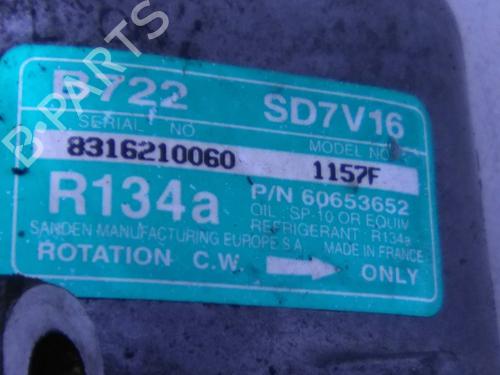 B722 SD7V16
SERIAL NO MODEL NO
8316210060 1157F
R134a P/N 60653652
OIL : SP-10 OR EQUIV
REFRIGERANT R134a
SANDEN MANUFACTURING EUROPE S.A. MADE IN FRANCE
ROTATION C.W. ONLY
B PARTS